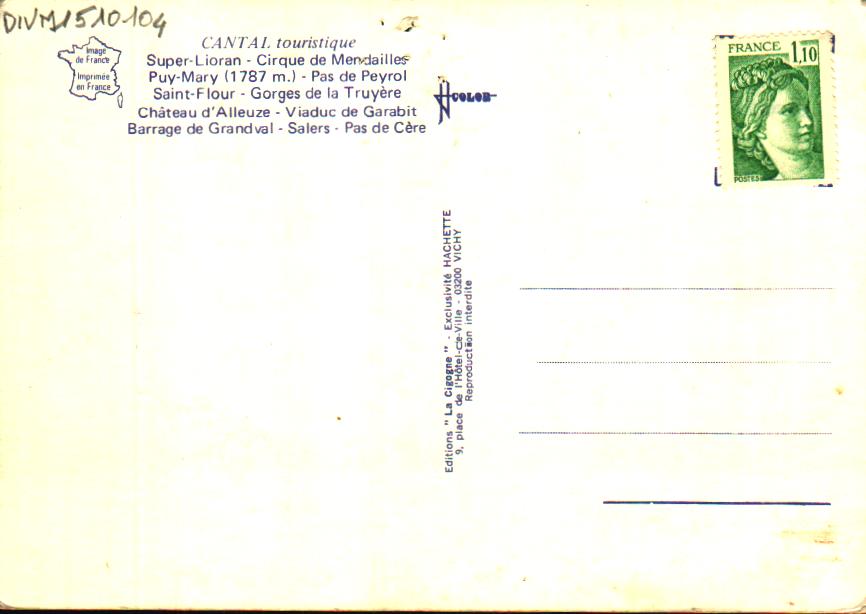 DIVM1510104
Image
de France
Imprimée
en France
CANTAL touristique
Super-Lioran - Cirque de Mendailles
Puy-Mary (1787 m.) - Pas de Peyrol
Saint-Flour - Gorges de la Truyère
Château d'Alleuze - Viaduc de Garabit
Barrage de Grandval - Salers - Pas de Cère
COLOR
FRANCE 1,10
POSTES
Editions " La Cigogne " - Exclusivité HACHETTE
9, place de l'Hôtel-de-Ville - 03200 VICHY
Reproduction interdite